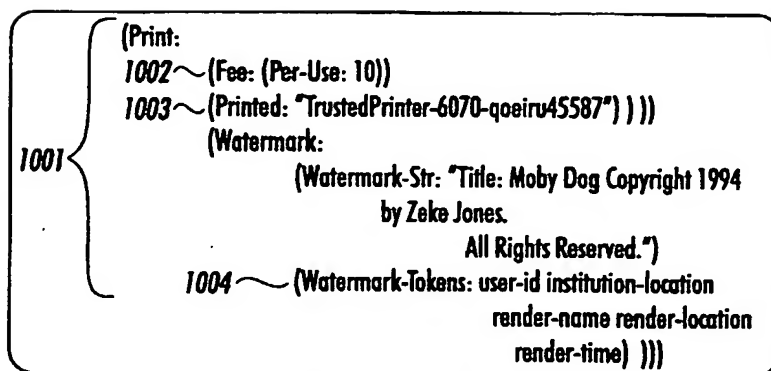 (Print:
1002~(Fee: (Per-Use: 10))
1003~(Printed: "TrustedPrinter-6070-qoeiru45587") ) ))
(Watermark:
1001
(Watermark-Str: "Title: Moby Dog Copyright 1994
by Zeke Jones.
All Rights Reserved.")
1004~(Watermark-Tokens: user-id institution-location
render-name render-location
render-time) )))